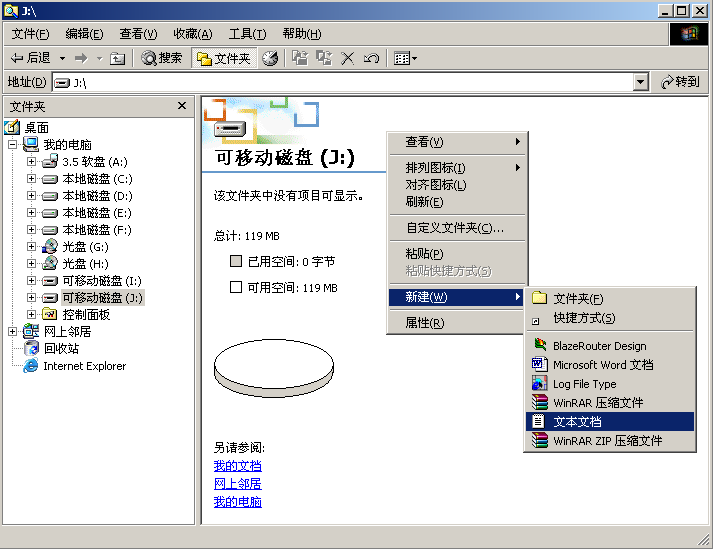 J:\
文件(F) 编辑(E) 查看(V) 收藏(A) 工具(T) 帮助(H)
后退 搜索 文件夹
地址(D) J:\ 转到
文件夹
桌面
我的电脑
3.5 软盘 (A:)
本地磁盘 (C:)
本地磁盘 (D:)
本地磁盘 (E:)
本地磁盘 (F:)
光盘 (G:)
光盘 (H:)
可移动磁盘 (I:)
可移动磁盘 (J:)
控制面板
网上邻居
回收站
Internet Explorer
可移动磁盘 (J:)
该文件夹中没有项目可显示。
总计: 119 MB
已用空间: 0 字节
可用空间: 119 MB
另请参阅:
我的文档
网上邻居
我的电脑
查看(V)
排列图标(I)
对齐图标(L)
刷新(E)
自定义文件夹(C)...
粘贴(P)
粘贴快捷方式(S)
新建(W)
属性(R)
文件夹(F)
快捷方式(S)
BlazeRouter Design
Microsoft Word 文档
Log File Type
WinRAR 压缩文件
文本文档
WinRAR ZIP 压缩文件